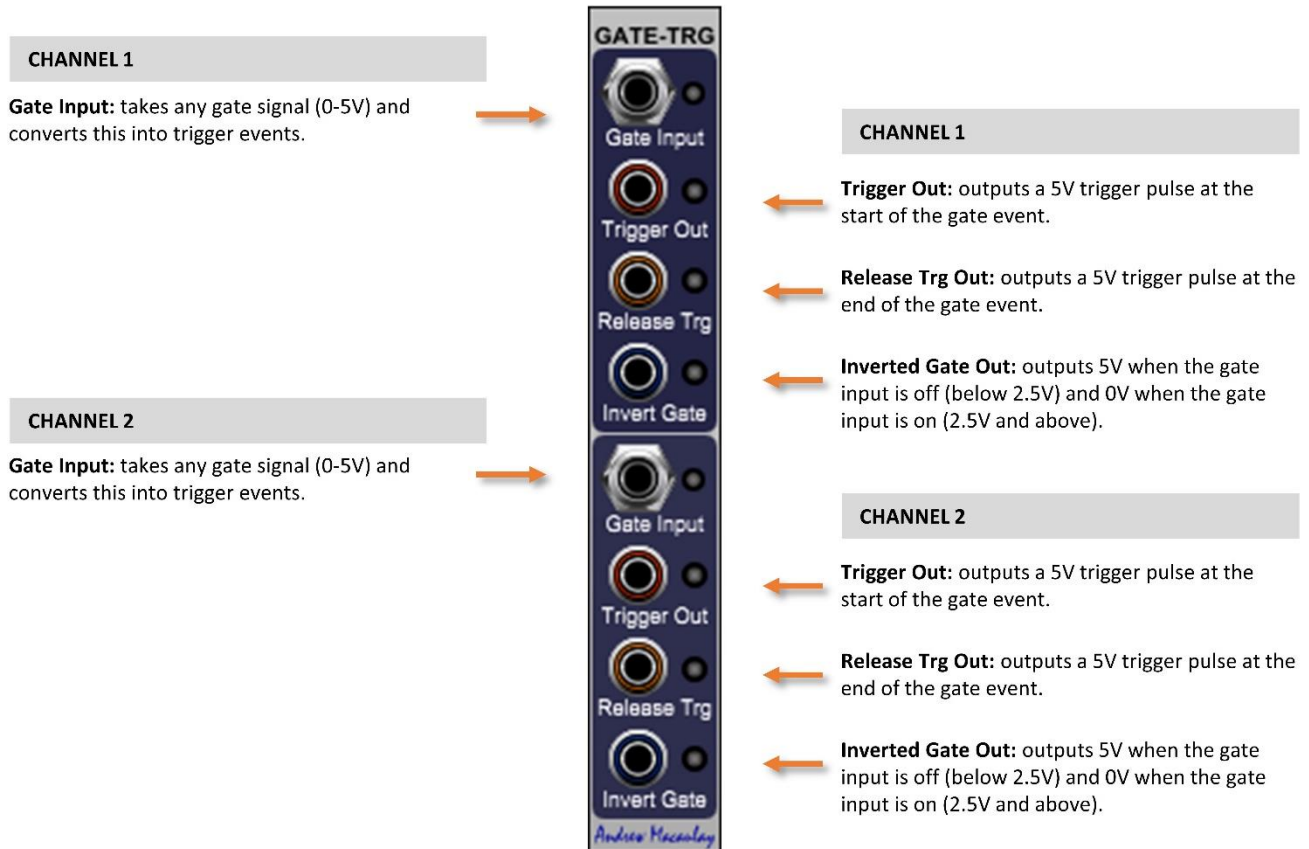 CHANNEL 1
Gate Input: takes any gate signal (0-5V) and
converts this into trigger events.
CHANNEL 2
Gate Input: takes any gate signal (0-5V) and
converts this into trigger events.
GATE-TRG
Gate Input
Trigger Out
Release Trg
Invert Gate
Gate Input
Trigger Out
Release Trg
Invert Gate
Andrew Macaulay
CHANNEL 1
Trigger Out: outputs a 5V trigger pulse at the
start of the gate event.
Release Trg Out: outputs a 5V trigger pulse at the
end of the gate event.
Inverted Gate Out: outputs 5V when the gate
input is off (below 2.5V) and 0V when the gate
input is on (2.5V and above).
CHANNEL 2
Trigger Out: outputs a 5V trigger pulse at the
start of the gate event.
Release Trg Out: outputs a 5V trigger pulse at the
end of the gate event.
Inverted Gate Out: outputs 5V when the gate
input is off (below 2.5V) and 0V when the gate
input is on (2.5V and above).